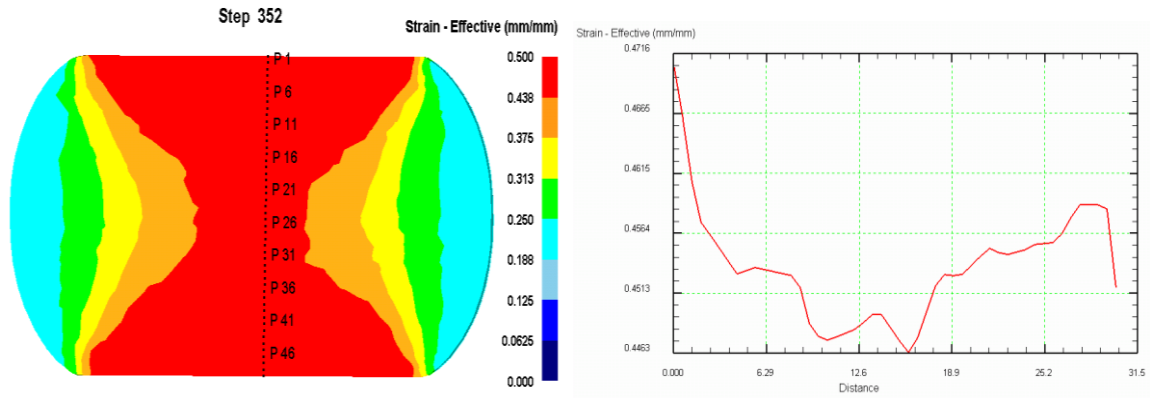 Step 352
Strain - Effective (mm/mm)
0.500
0.438
0.375
0.313
0.250
0.188
0.125
0.0625
0.000
P 1
P 6
P 11
P 16
P 21
P 26
P 31
P 36
P 41
P 46
Strain - Effective (mm/mm)
0.4716
0.4665
0.4615
0.4564
0.4513
0.4463
0.000 6.29 12.6 18.9 25.2 31.5
Distance